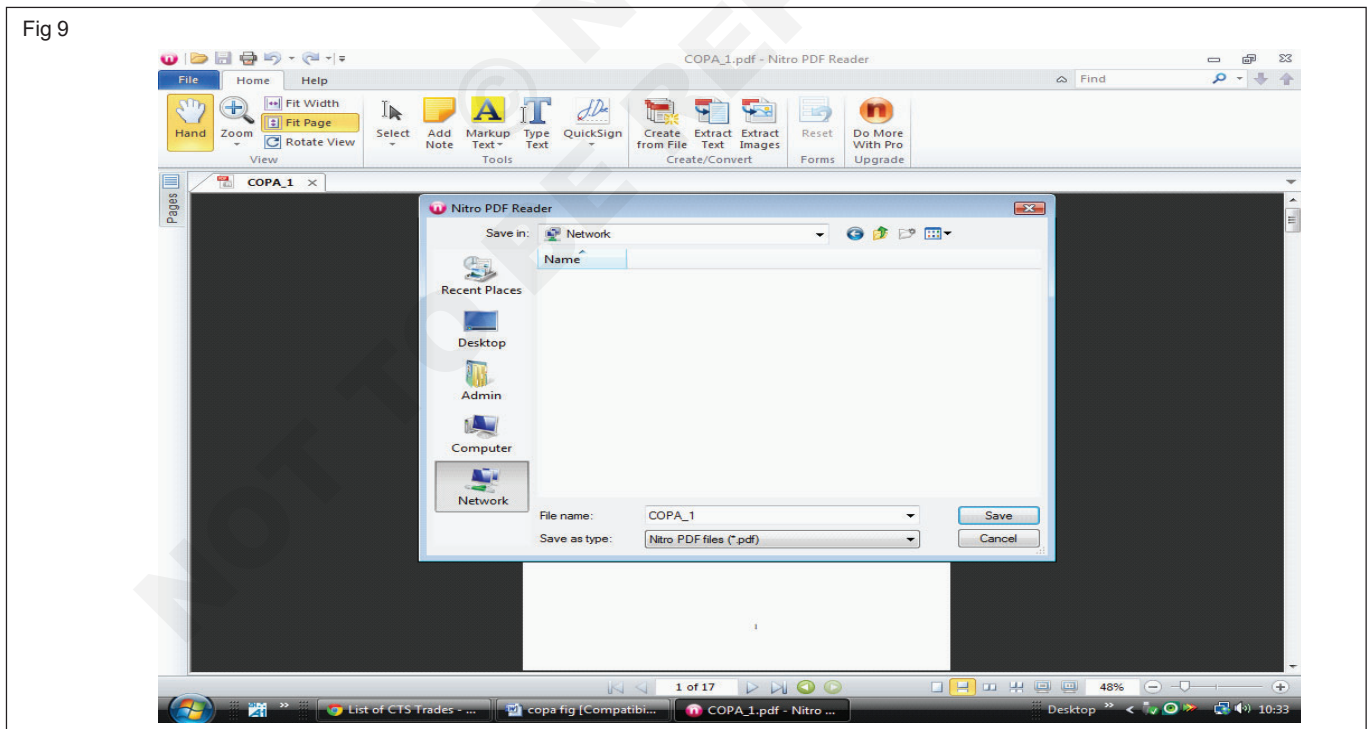 Fig 9
COPA_1.pdf - Nitro PDF Reader
File Home Help Find
Hand
Zoom
Fit Width
Fit Page
Rotate View
View
Select
Add Note
Markup Text
Type Text
QuickSign
Tools
Create from File
Extract Text
Extract Images
Create/Convert
Reset
Forms
Do More With Pro
Upgrade
COPA_1
Pages
Nitro PDF Reader
Save in: Network
Name
Recent Places
Desktop
Admin
Computer
Network
File name: COPA_1 Save
Save as type: Nitro PDF files (*.pdf) Cancel
1
1 of 17 48%
List of CTS Trades - ... copa fig [Compatibi... COPA_1.pdf - Nitro ... Desktop 10:33